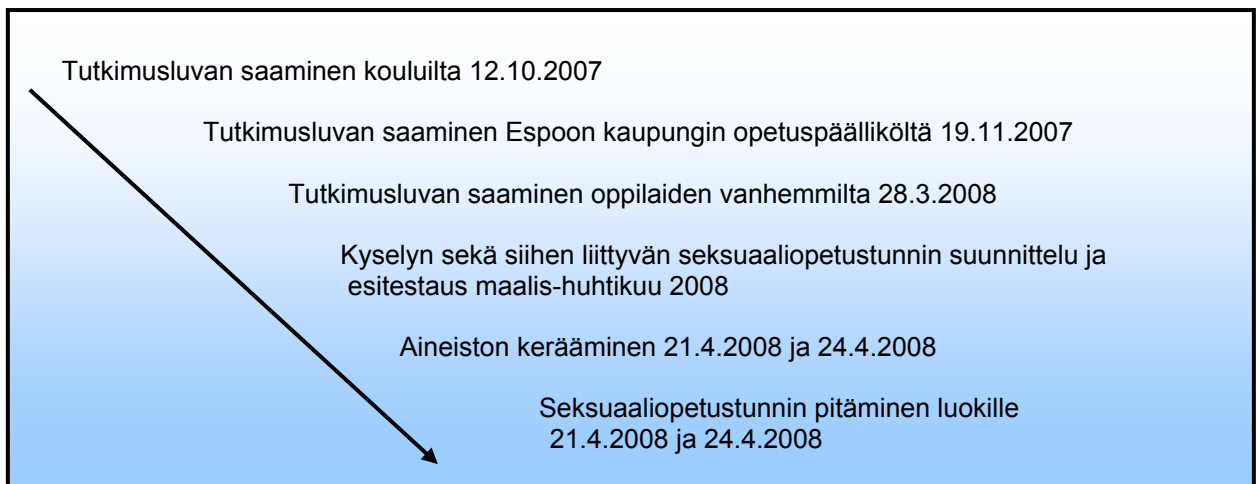 Tutkimusluvan saaminen kouluilta 12.10.2007
Tutkimusluvan saaminen Espoon kaupungin opetuspäälliköltä 19.11.2007
Tutkimusluvan saaminen oppilaiden vanhemmilta 28.3.2008
Kyselyn sekä siihen liittyvän seksuaaliopetustunnin suunnittelu ja
esitestaus maalis-huhtikuu 2008
Aineiston kerääminen 21.4.2008 ja 24.4.2008
Seksuaaliopetustunnin pitäminen luokille
21.4.2008 ja 24.4.2008